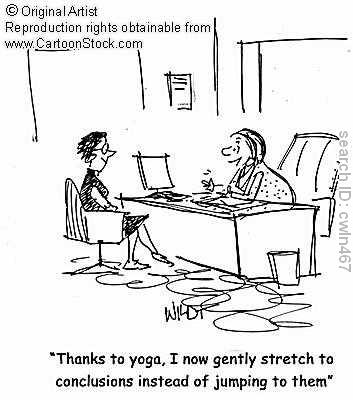 © Original Artist
Reproduction rights obtainable from
www.CartoonStock.com
search ID: cwln467
WILDT
“Thanks to yoga, I now gently stretch to
conclusions instead of jumping to them”